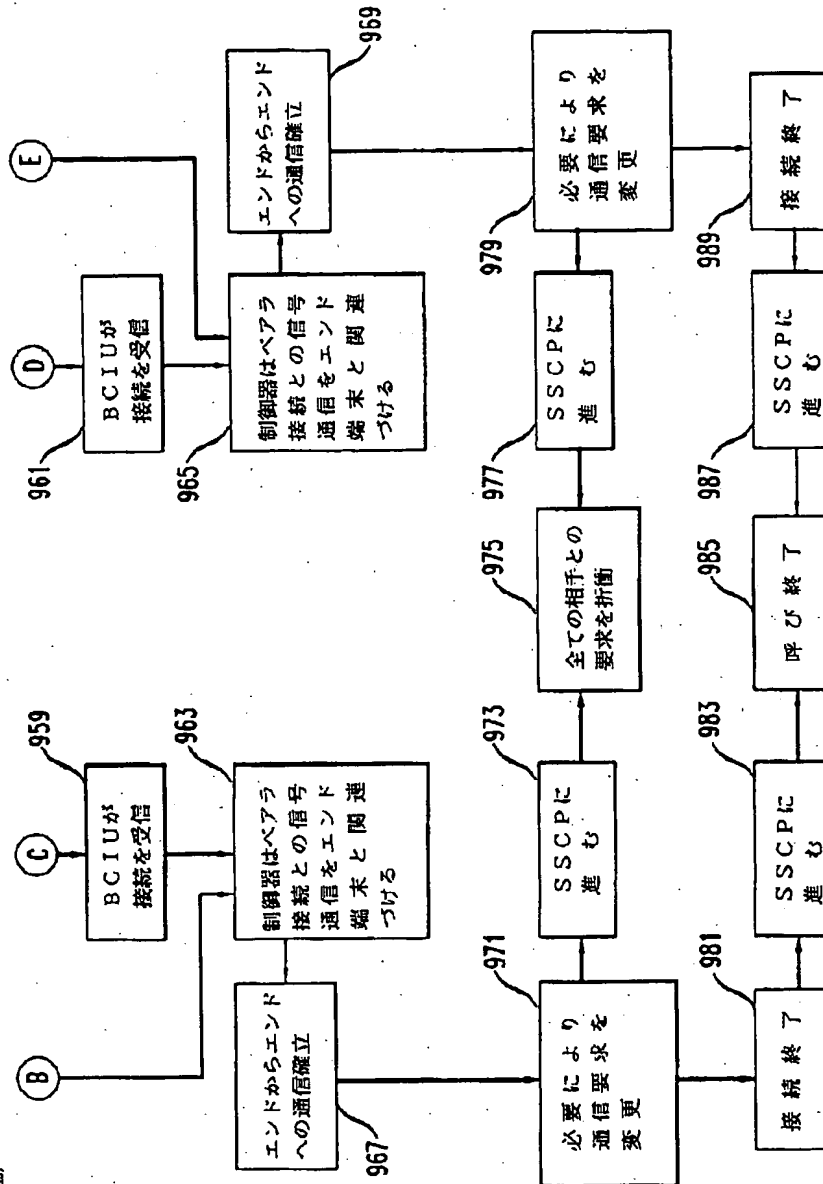 B
C
D
E
959
BCIUが
接続を受信
961
BCIUが
接続を受信
963
制御器はベアラ
接続との信号
通信をエンド
端末と関連
づける
965
制御器はベアラ
接続との信号
通信をエンド
端末と関連
づける
967
エンドからエンド
への通信確立
969
エンドからエンド
への通信確立
971
必要により
通信要求を
変更
973
SSCPに
進む
975
全ての相手との
要求を折衝
977
SSCPに
進む
979
必要により
通信要求を
変更
981
接続終了
983
SSCPに
進む
985
呼び終了
987
SSCPに
進む
989
接続終了